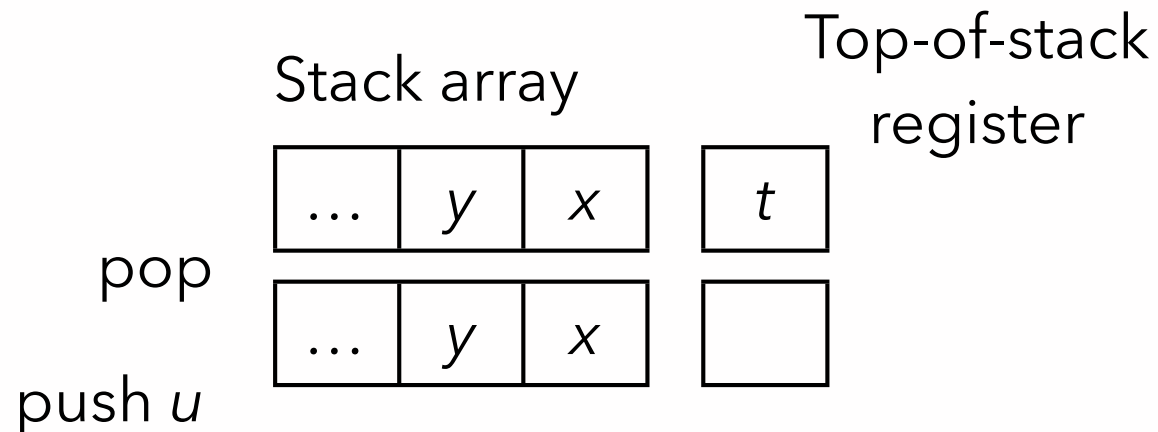 Top-of-stack
register
Stack array
… y x t
pop
… y x
push u